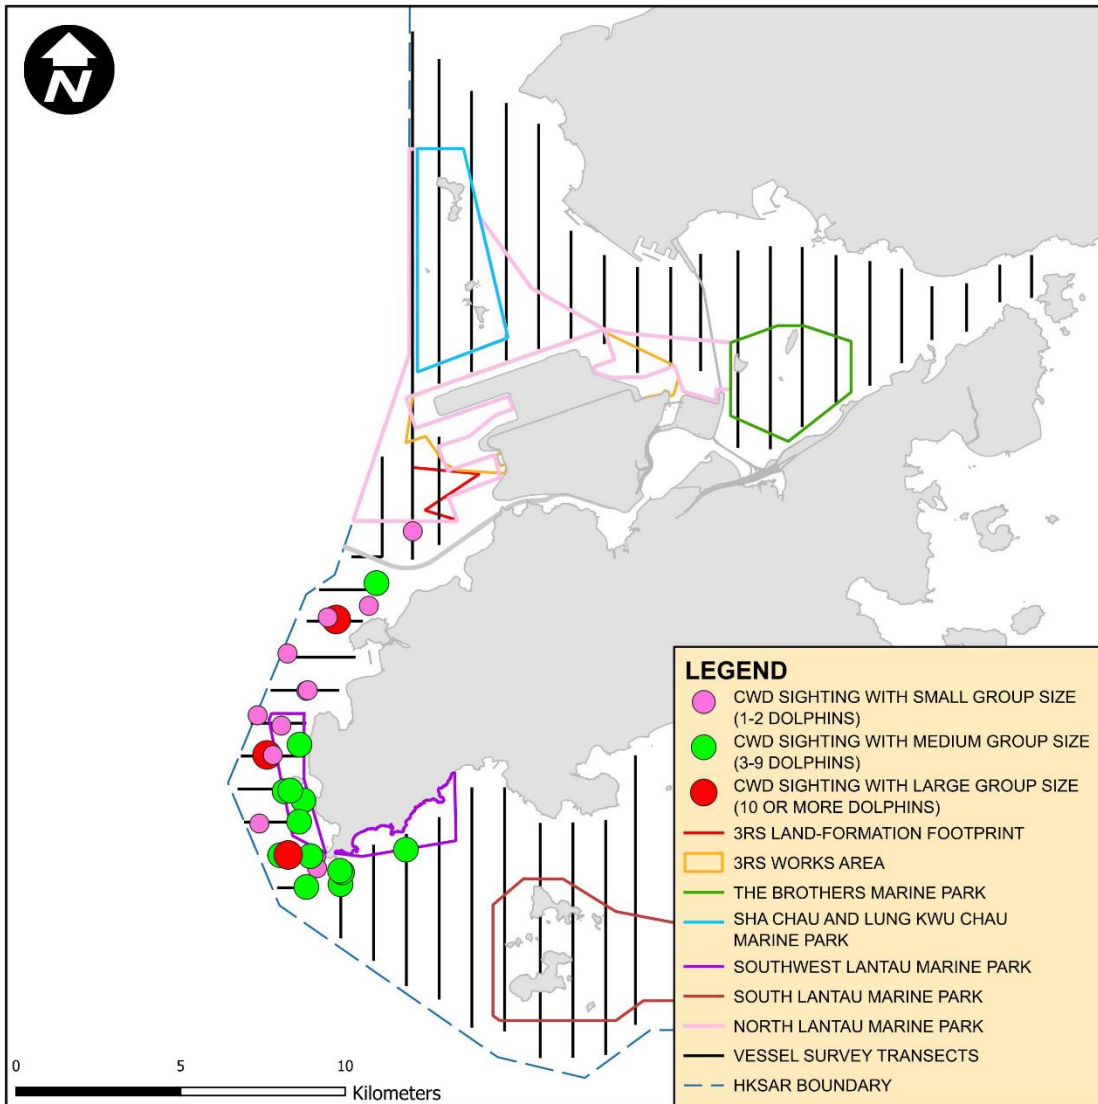 N
LEGEND
CWD SIGHTING WITH SMALL GROUP SIZE
(1-2 DOLPHINS)
CWD SIGHTING WITH MEDIUM GROUP SIZE
(3-9 DOLPHINS)
CWD SIGHTING WITH LARGE GROUP SIZE
(10 OR MORE DOLPHINS)
3RS LAND-FORMATION FOOTPRINT
3RS WORKS AREA
THE BROTHERS MARINE PARK
SHA CHAU AND LUNG KWU CHAU
MARINE PARK
SOUTHWEST LANTAU MARINE PARK
SOUTH LANTAU MARINE PARK
NORTH LANTAU MARINE PARK
VESSEL SURVEY TRANSECTS
HKSAR BOUNDARY
0 5 10
Kilometers